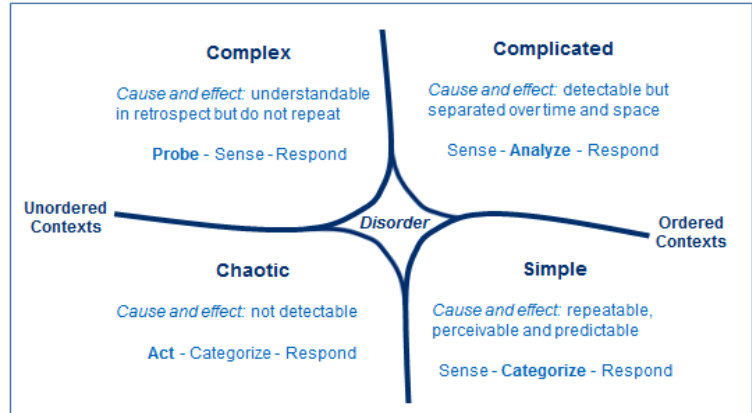 Complex
Cause and effect: understandable
in retrospect but do not repeat
Probe - Sense - Respond
Complicated
Cause and effect: detectable but
separated over time and space
Sense - Analyze - Respond
Unordered
Contexts
Disorder
Ordered
Contexts
Chaotic
Cause and effect: not detectable
Act - Categorize - Respond
Simple
Cause and effect: repeatable,
perceivable and predictable
Sense - Categorize - Respond